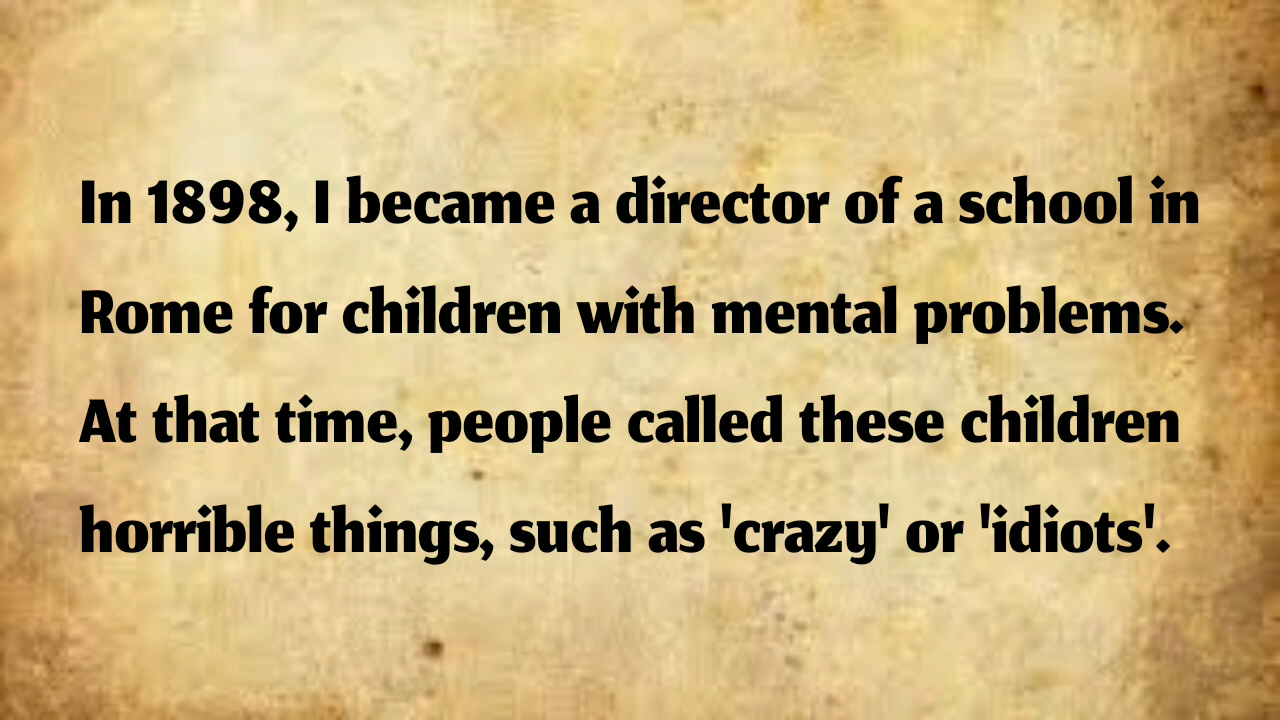 In 1898, I became a director of a school in
Rome for children with mental problems.
At that time, people called these children
horrible things, such as 'crazy' or 'idiots'.